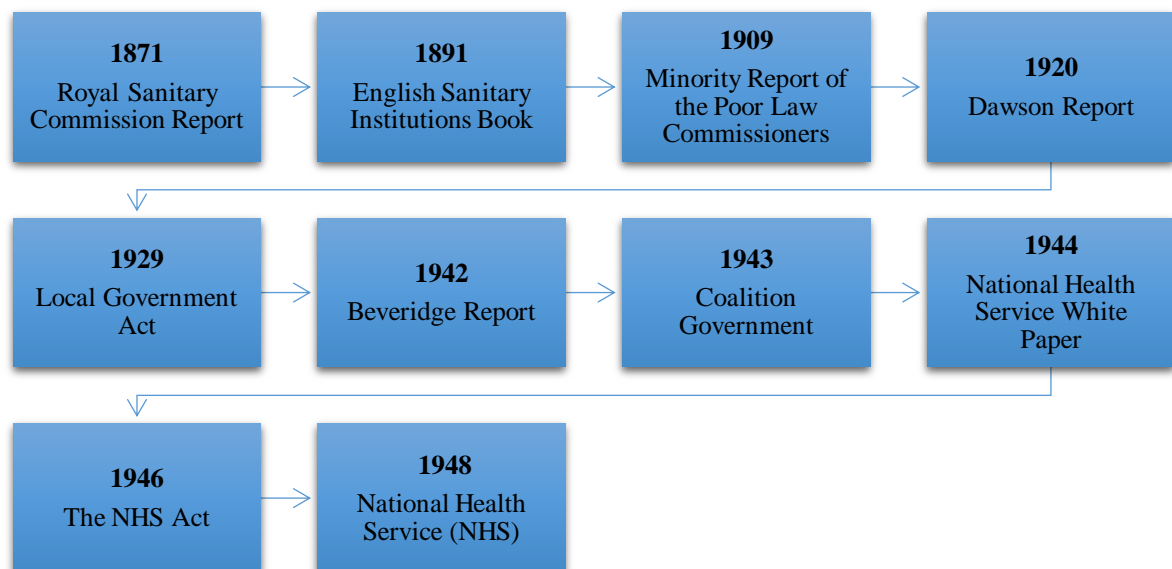 1871
Royal Sanitary
Commission Report
1891
English Sanitary
Institutions Book
1909
Minority Report of
the Poor Law
Commissioners
1920
Dawson Report
1929
Local Government
Act
1942
Beveridge Report
1943
Coalition
Government
1944
National Health
Service White
Paper
1946
The NHS Act
1948
National Health
Service (NHS)